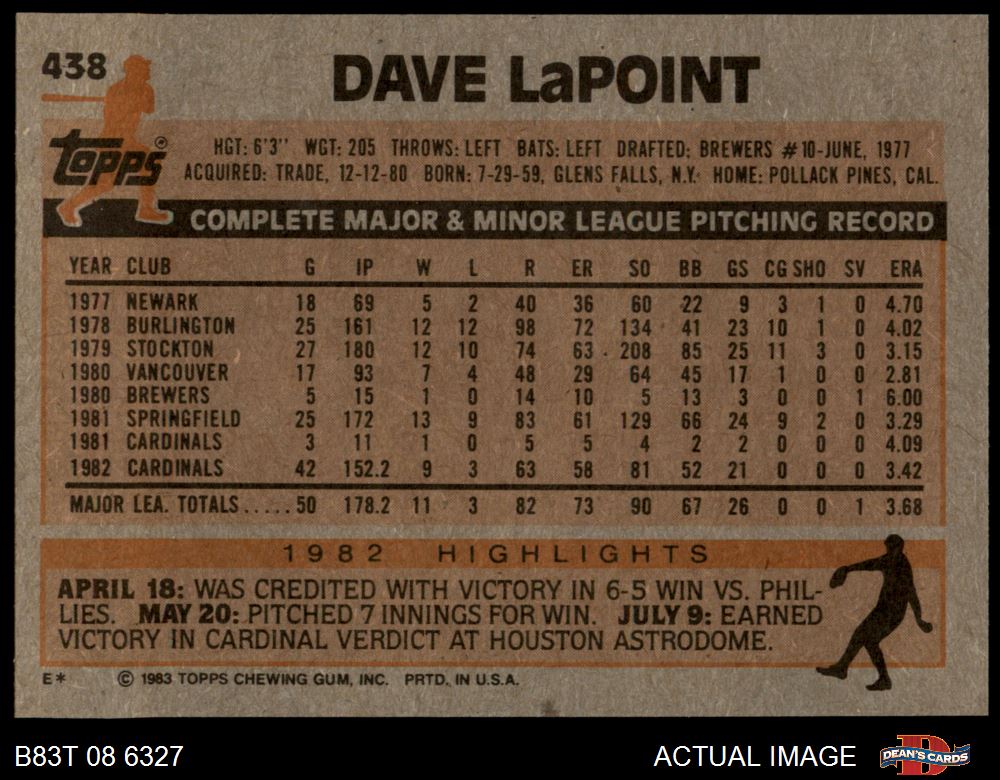 438
DAVE LaPOINT
topps®
HGT: 6'3" WGT: 205 THROWS: LEFT BATS: LEFT DRAFTED: BREWERS #10-JUNE, 1977
ACQUIRED: TRADE, 12-12-80 BORN: 7-29-59, GLENS FALLS, N.Y. HOME: POLLACK PINES, CAL.
COMPLETE MAJOR & MINOR LEAGUE PITCHING RECORD
YEAR CLUB G IP W L R ER SO BB GS CG SHO SV ERA
1977 NEWARK 18 69 5 2 40 36 60 22 9 3 1 0 4.70
1978 BURLINGTON 25 161 12 12 98 72 134 41 23 10 1 0 4.02
1979 STOCKTON 27 180 12 10 74 63 208 85 25 11 3 0 3.15
1980 VANCOUVER 17 93 7 4 48 29 64 45 17 1 0 0 2.81
1980 BREWERS 5 15 1 0 14 10 5 13 3 0 0 1 6.00
1981 SPRINGFIELD 25 172 13 9 83 61 129 66 24 9 2 0 3.29
1981 CARDINALS 3 11 1 0 5 5 4 2 2 0 0 0 4.09
1982 CARDINALS 42 152.2 9 3 63 58 81 52 21 0 0 0 3.42
MAJOR LEA. TOTALS.....50 178.2 11 3 82 73 90 67 26 0 0 1 3.68
1982 HIGHLIGHTS
APRIL 18: WAS CREDITED WITH VICTORY IN 6-5 WIN VS. PHIL-
LIES. MAY 20: PITCHED 7 INNINGS FOR WIN. JULY 9: EARNED
VICTORY IN CARDINAL VERDICT AT HOUSTON ASTRODOME.
E* © 1983 TOPPS CHEWING GUM, INC. PRTD. IN U.S.A.
B83T 08 6327 ACTUAL IMAGE DEAN'S CARDS